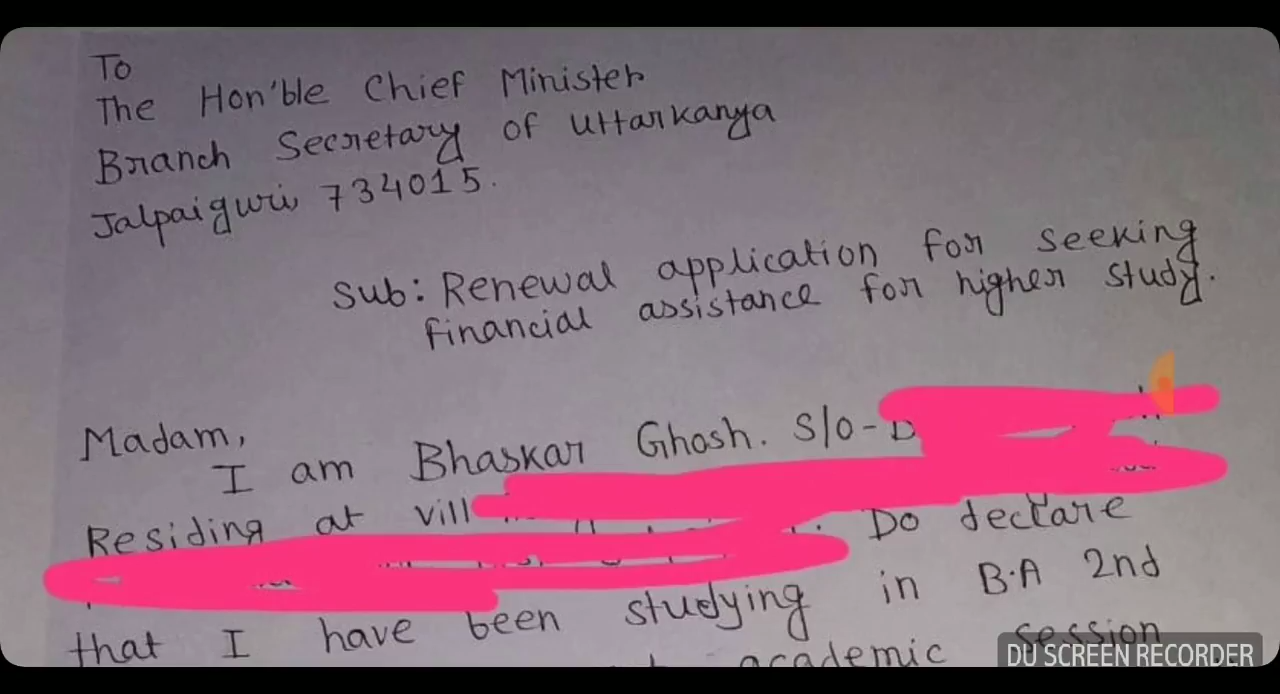 To
The Hon'ble Chief Minister
Branch Secretary of Uttarkanya
Jalpaiguri, 734015.
Sub: Renewal application for seeking
financial assistance for higher study.
Madam,
I am Bhaskar Ghosh. S/o-D
Residing at vill
Do declare
that I have been studying in B.A 2nd
academic session
DU SCREEN RECORDER